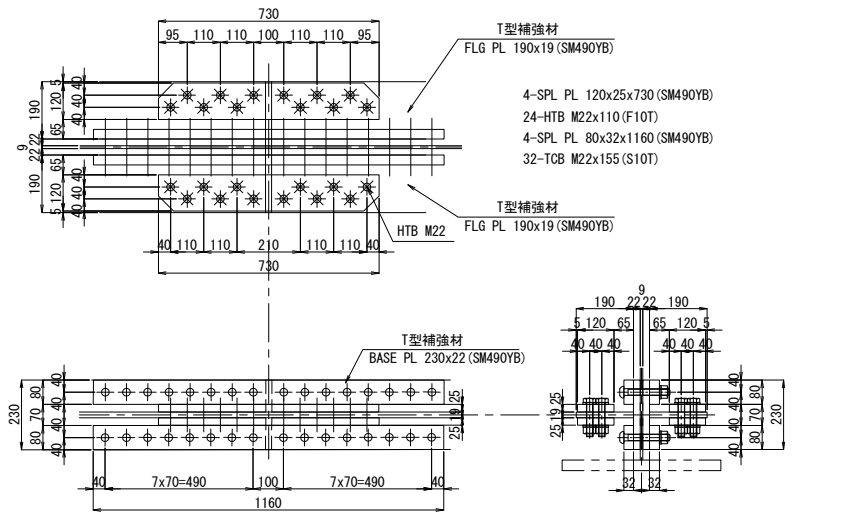 730
95 110 110 100 110 110 95
T型補強材
FLG PL 190x19(SM490YB)
4-SPL PL 120x25x730(SM490YB)
24-HTB M22x110(F10T)
4-SPL PL 80x32x1160(SM490YB)
32-TCB M22x155(S10T)
190
5 120 65
40 40 40
9
22 22
65 120 5
190
40 40 40
T型補強材
FLG PL 190x19(SM490YB)
HTB M22
40 110 110 210 110 110 40
730
T型補強材
BASE PL 230x22(SM490YB)
230
80 70 80
40 40 40 40
25 19 25
40 7x70=490 100 7x70=490 40
1160
9
190 22 22 190
5 120 65 65 120 5
40 40 40 40 40 40
25 19 25
40 40 40 40
80 70 80
230
32 32